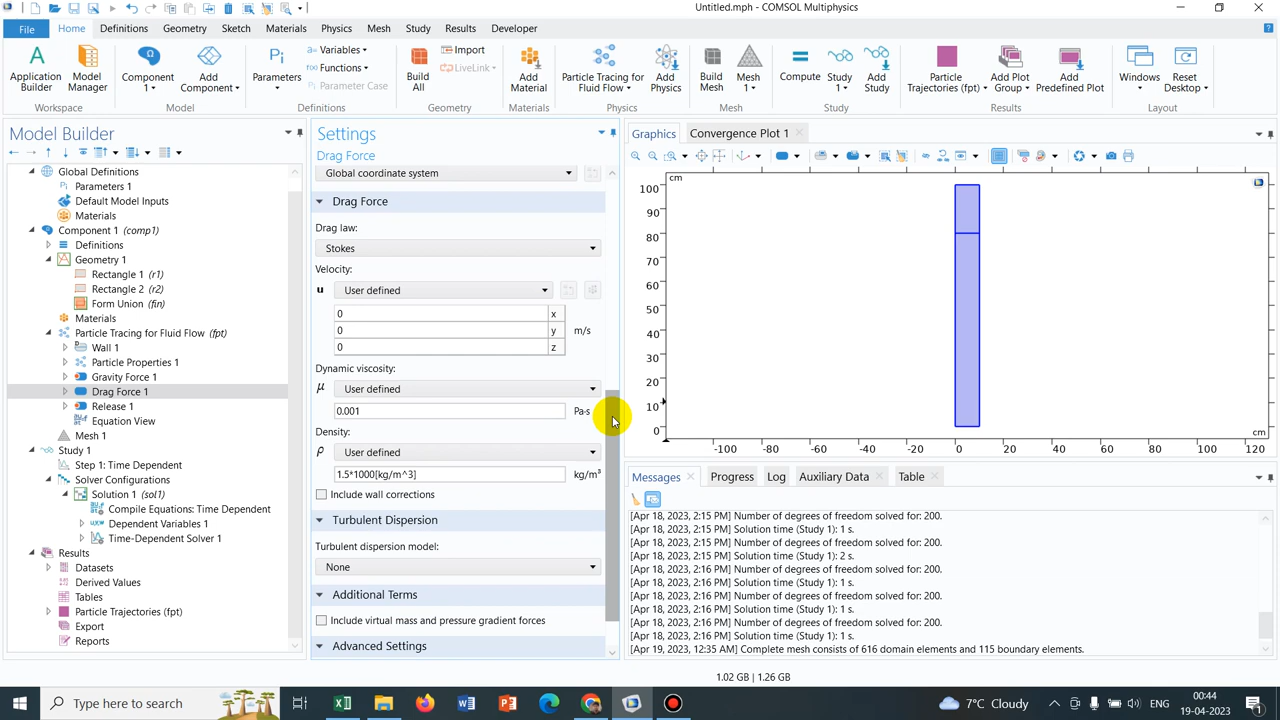 Untitled.mph - COMSOL Multiphysics
File Home Definitions Geometry Sketch Materials Physics Mesh Study Results Developer
Application Builder
Model Manager
Workspace
Component 1
Add Component
Model
Parameters
Variables
Functions
Parameter Case
Definitions
Build All
Import
LiveLink
Geometry
Add Material
Materials
Particle Tracing for Fluid Flow
Add Physics
Physics
Build Mesh
Mesh 1
Mesh
Compute
Study 1
Add Study
Study
Particle Trajectories (fpt)
Add Plot Group
Add Predefined Plot
Results
Windows
Reset Desktop
Layout
Model Builder
Global Definitions
Parameters 1
Default Model Inputs
Materials
Component 1 (comp1)
Definitions
Geometry 1
Rectangle 1 (r1)
Rectangle 2 (r2)
Form Union (fin)
Materials
Particle Tracing for Fluid Flow (fpt)
Wall 1
Particle Properties 1
Gravity Force 1
Drag Force 1
Release 1
Equation View
Mesh 1
Study 1
Step 1: Time Dependent
Solver Configurations
Solution 1 (sol1)
Compile Equations: Time Dependent
Dependent Variables 1
Time-Dependent Solver 1
Results
Datasets
Derived Values
Tables
Particle Trajectories (fpt)
Export
Reports
Settings
Drag Force
Global coordinate system
Drag Force
Drag law:
Stokes
Velocity:
u User defined
0 x
0 y m/s
0 z
Dynamic viscosity:
μ User defined
0.001 Pa·s
Density:
ρ User defined
1.5*1000[kg/m^3] kg/m³
Include wall corrections
Turbulent Dispersion
Turbulent dispersion model:
None
Additional Terms
Include virtual mass and pressure gradient forces
Advanced Settings
Graphics Convergence Plot 1
cm
100
90
80
70
60
50
40
30
20
10
0
-100 -80 -60 -40 -20 0 20 40 60 80 100 120
cm
Messages Progress Log Auxiliary Data Table
[Apr 18, 2023, 2:15 PM] Number of degrees of freedom solved for: 200.
[Apr 18, 2023, 2:15 PM] Solution time (Study 1): 1 s.
[Apr 18, 2023, 2:15 PM] Solution time (Study 1): 2 s.
[Apr 18, 2023, 2:16 PM] Number of degrees of freedom solved for: 200.
[Apr 18, 2023, 2:16 PM] Solution time (Study 1): 1 s.
[Apr 18, 2023, 2:16 PM] Number of degrees of freedom solved for: 200.
[Apr 18, 2023, 2:16 PM] Solution time (Study 1): 1 s.
[Apr 18, 2023, 2:16 PM] Number of degrees of freedom solved for: 200.
[Apr 18, 2023, 2:16 PM] Solution time (Study 1): 1 s.
[Apr 19, 2023, 12:35 AM] Complete mesh consists of 616 domain elements and 115 boundary elements.
1.02 GB | 1.26 GB
Type here to search
7°C Cloudy
ENG
00:44
19-04-2023